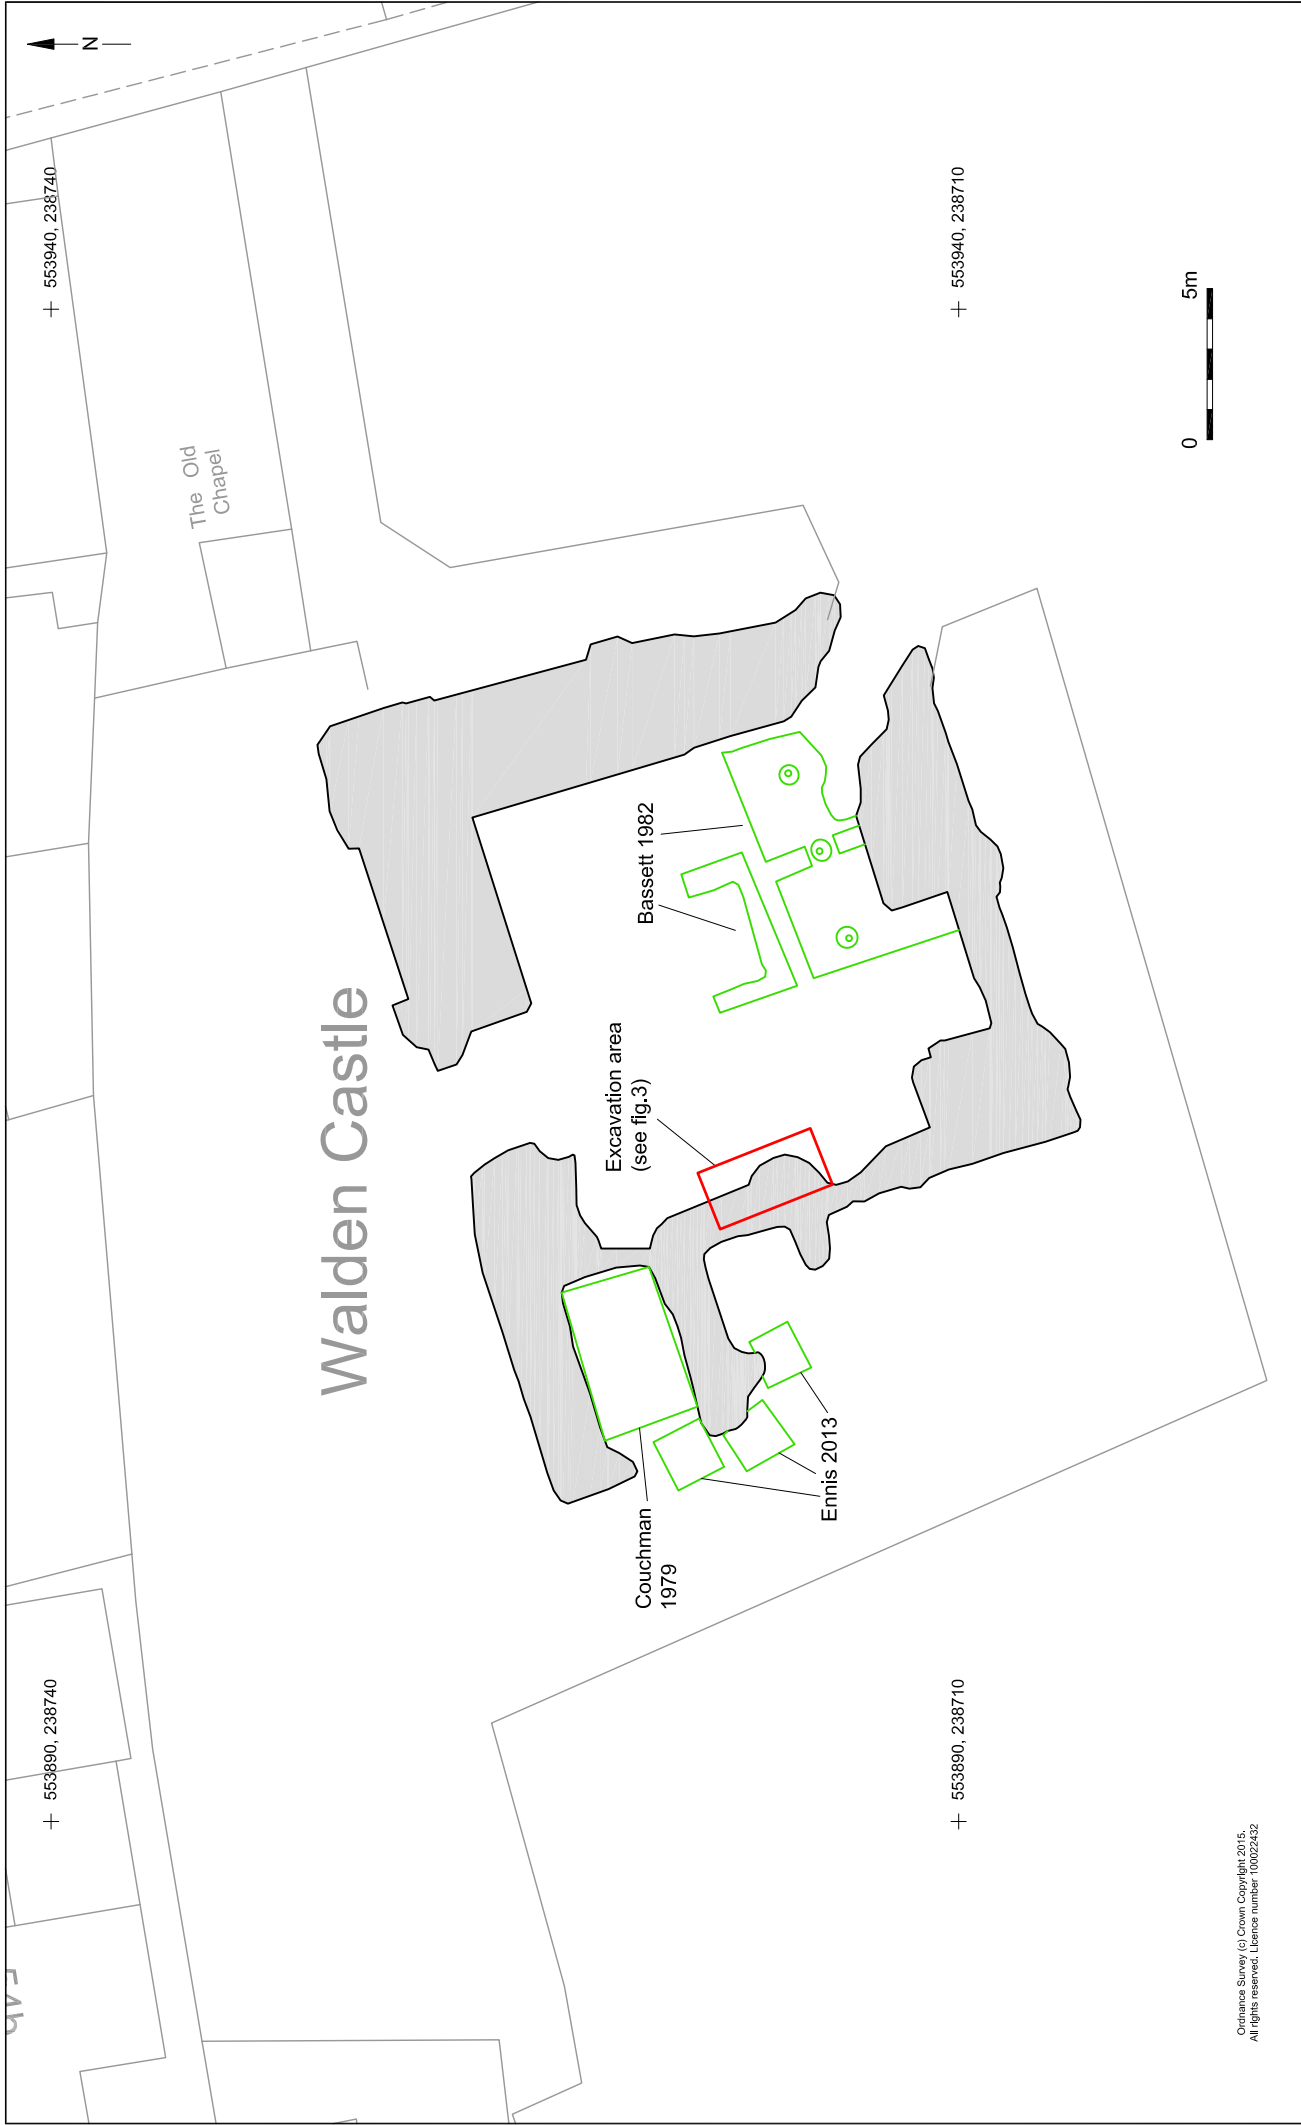 N
553890, 238740
553940, 238740
The Old
Chapel
Walden Castle
Couchman
1979
Excavation area
(see fig.3)
Bassett 1982
Ennis 2013
553890, 238710
553940, 238710
0
5m
Ordnance Survey (c) Crown Copyright 2015.
All rights reserved. Licence number 100022432